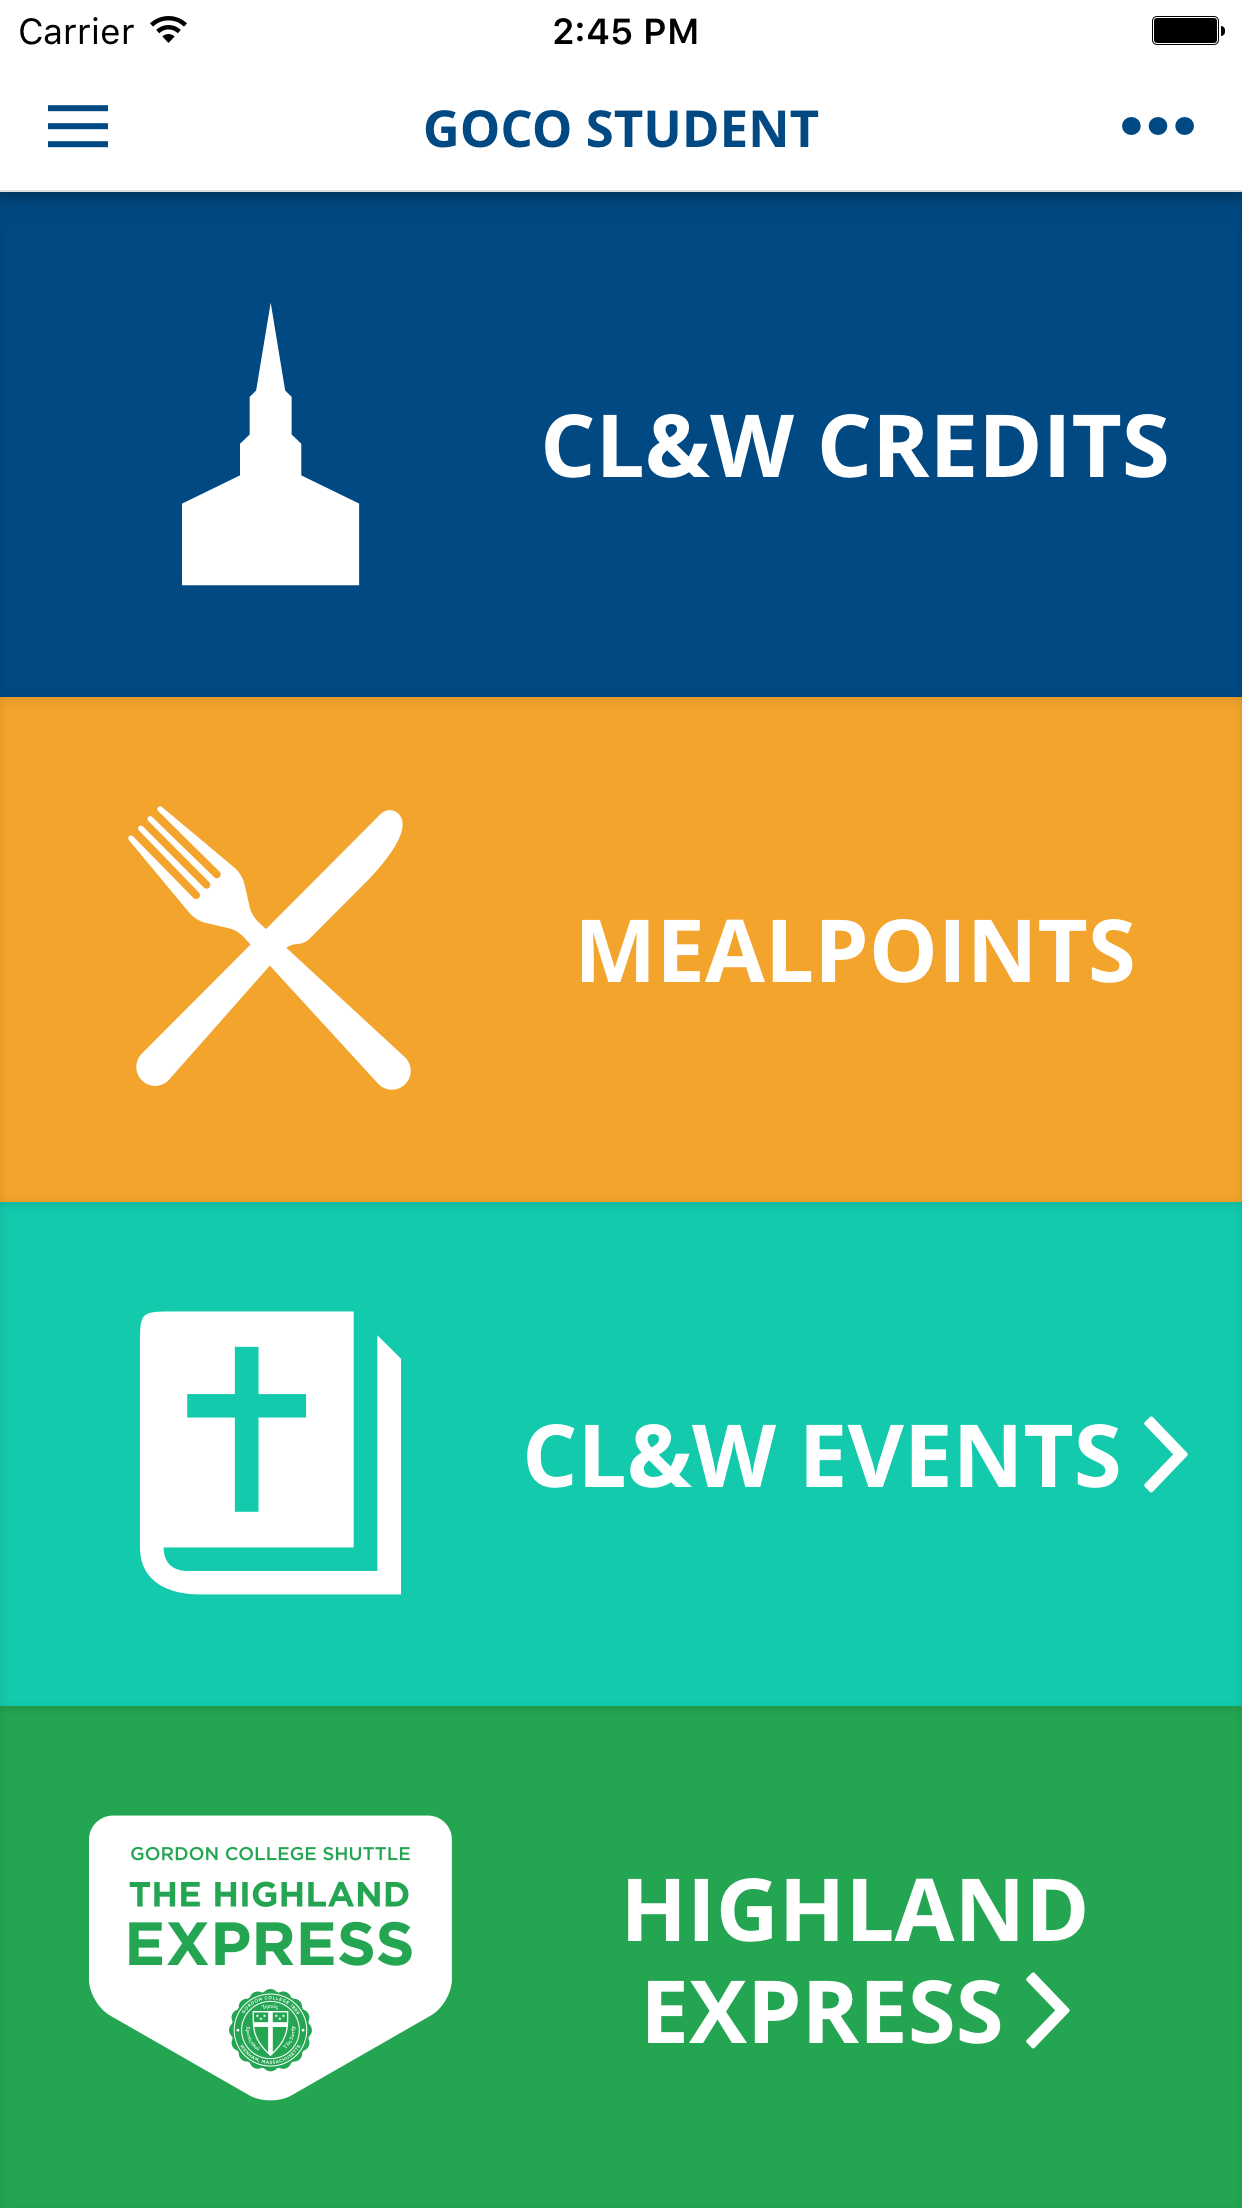 Carrier 2:45 PM
GOCO STUDENT
CL&W CREDITS
MEALPOINTS
CL&W EVENTS
GORDON COLLEGE SHUTTLE
THE HIGHLAND
EXPRESS
HIGHLAND
EXPRESS